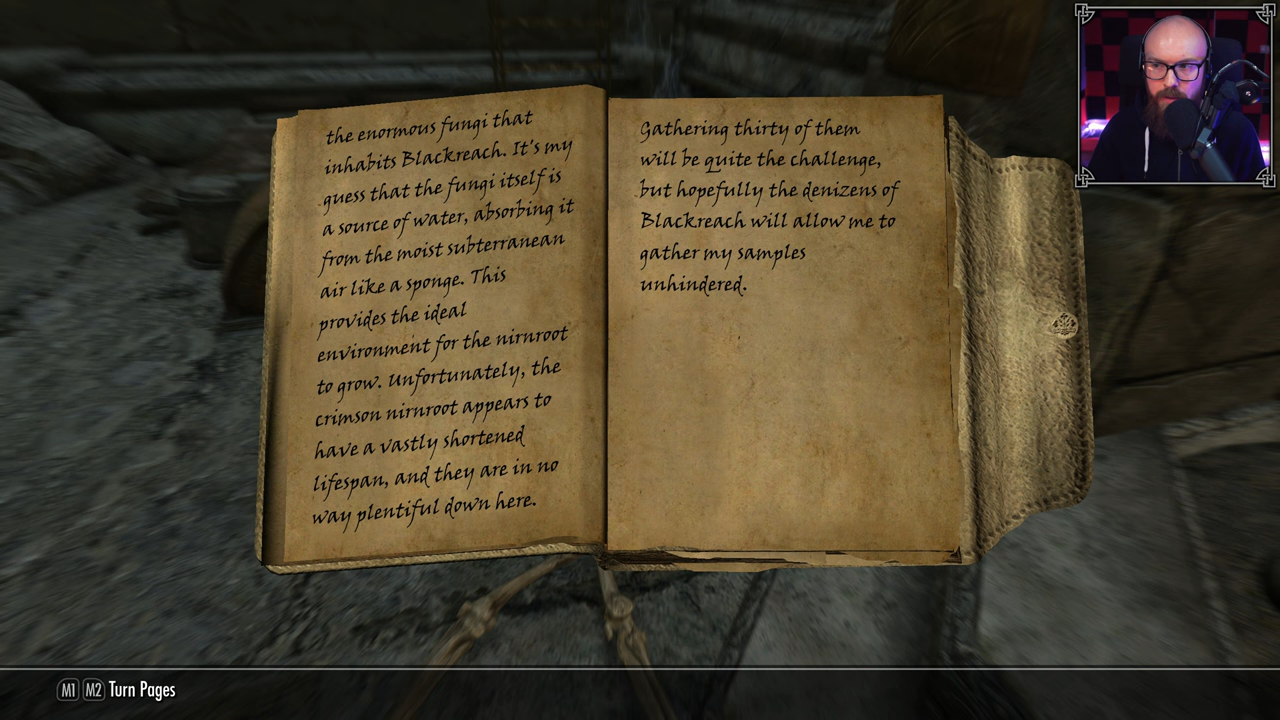 the enormous fungi that
inhabits Blackreach. It's my
guess that the fungi itself is
a source of water, absorbing it
from the moist subterranean
air like a sponge. This
provides the ideal
environment for the nirnroot
to grow. Unfortunately, the
crimson nirnroot appears to
have a vastly shortened
lifespan, and they are in no
way plentiful down here.
Gathering thirty of them
will be quite the challenge,
but hopefully the denizens of
Blackreach will allow me to
gather my samples
unhindered.
M1 M2 Turn Pages